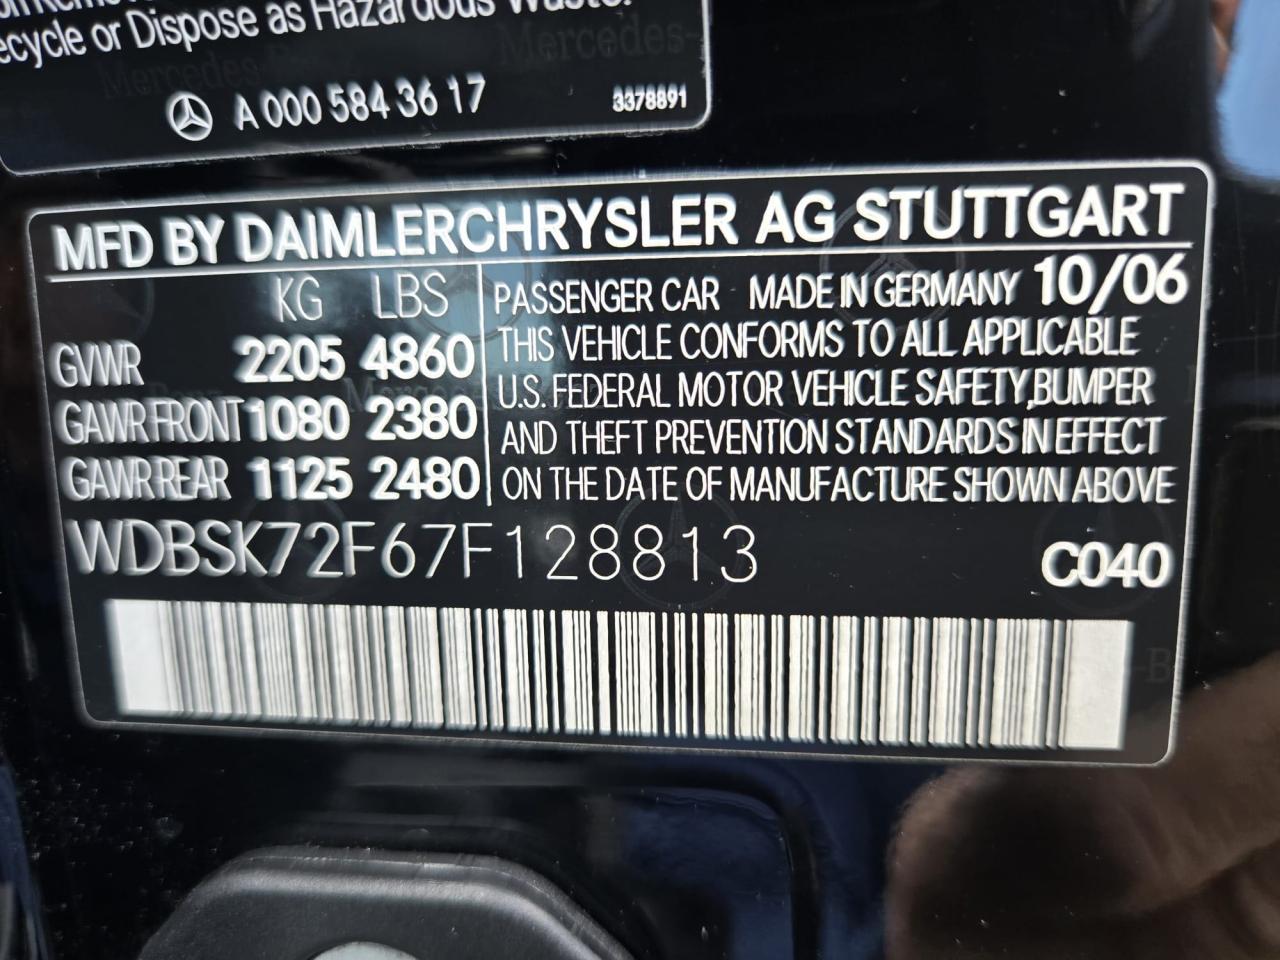 ecycle or Dispose as Hazardous Waste.
A 000 584 36 17 3378891
MFD BY DAIMLERCHRYSLER AG STUTTGART
KG LBS
GVWR 2205 4860
GAWR FRONT 1080 2380
GAWR REAR 1125 2480
PASSENGER CAR MADE IN GERMANY 10/06
THIS VEHICLE CONFORMS TO ALL APPLICABLE
U.S. FEDERAL MOTOR VEHICLE SAFETY,BUMPER
AND THEFT PREVENTION STANDARDS IN EFFECT
ON THE DATE OF MANUFACTURE SHOWN ABOVE
WDBSK72F67F128813 C040